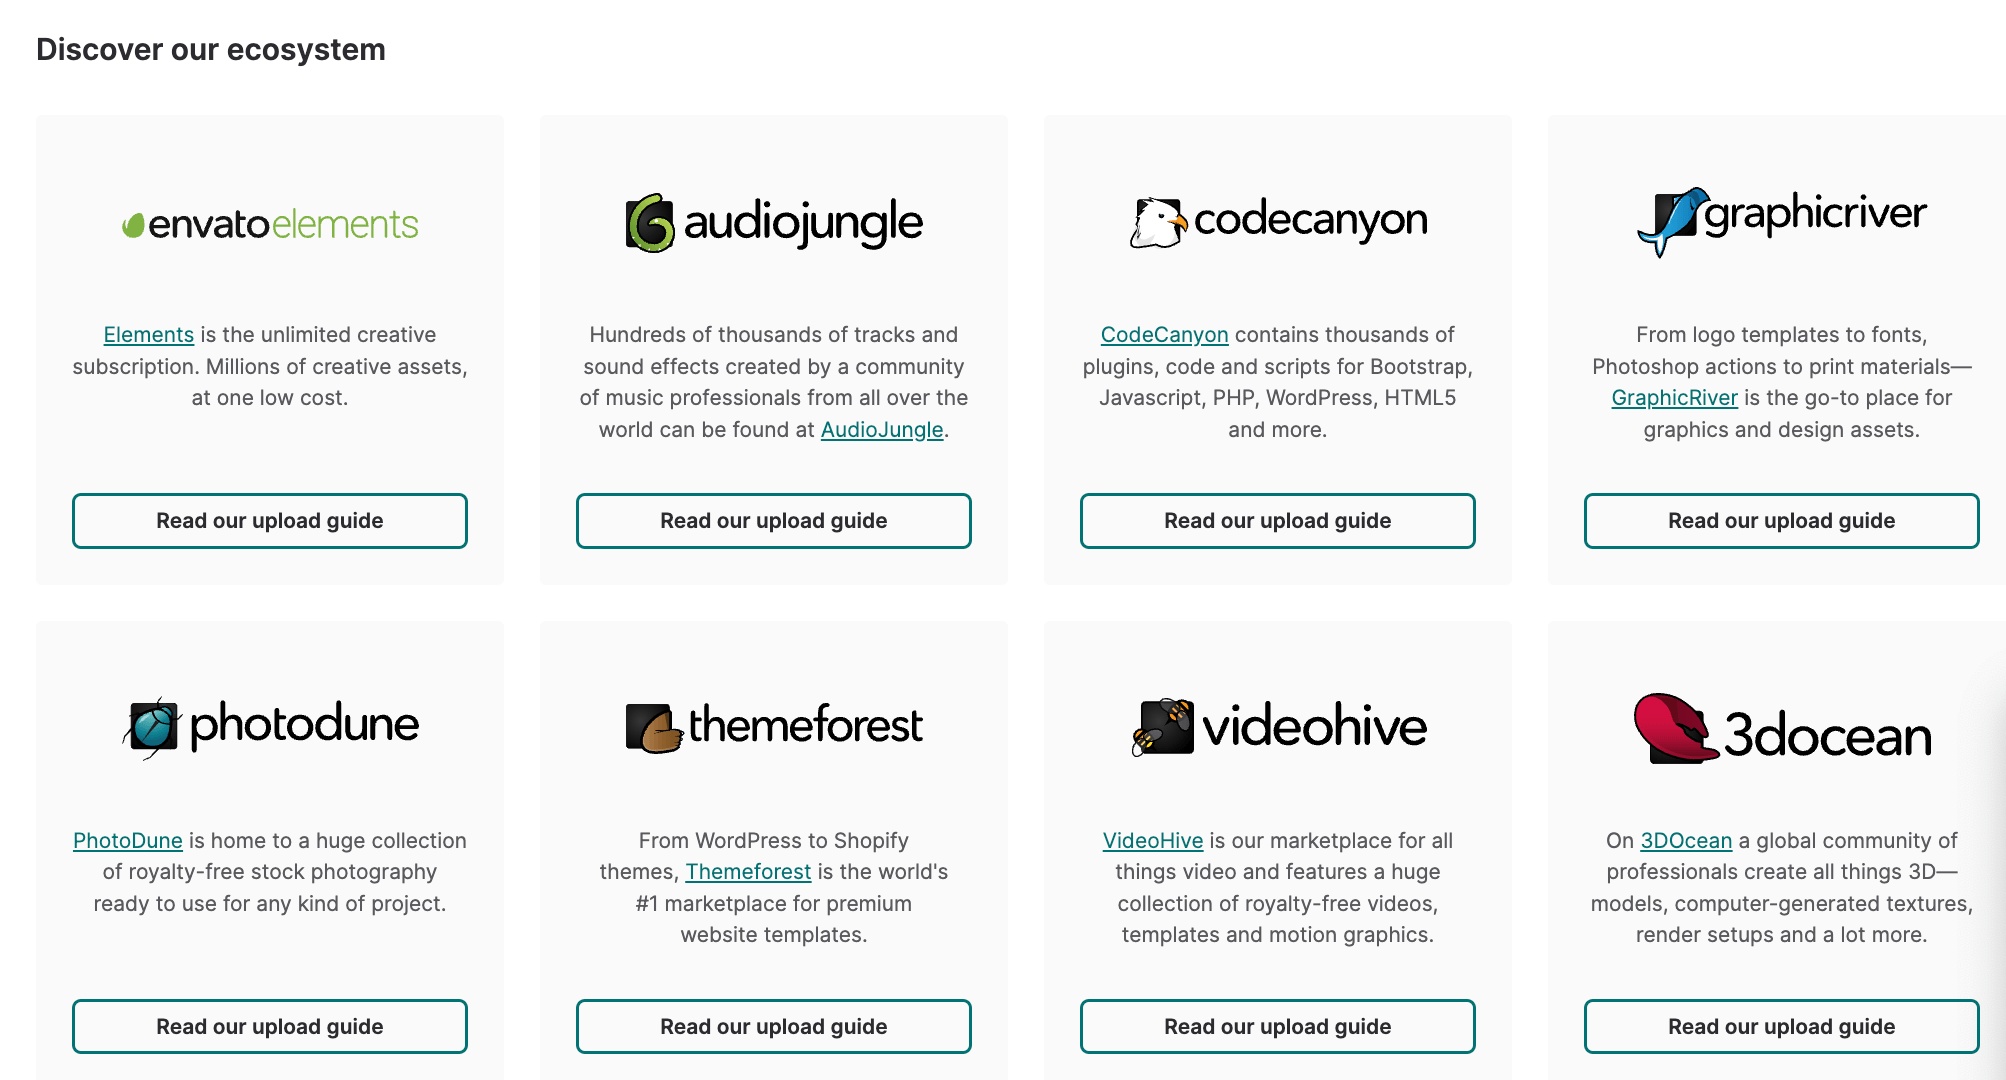 Discover our ecosystem
envato elements
Elements is the unlimited creative
subscription. Millions of creative assets,
at one low cost.
Read our upload guide
audiojungle
Hundreds of thousands of tracks and
sound effects created by a community
of music professionals from all over the
world can be found at AudioJungle.
Read our upload guide
codecanyon
CodeCanyon contains thousands of
plugins, code and scripts for Bootstrap,
Javascript, PHP, WordPress, HTML5
and more.
Read our upload guide
graphicriver
From logo templates to fonts,
Photoshop actions to print materials—
GraphicRiver is the go-to place for
graphics and design assets.
Read our upload guide
photodune
PhotoDune is home to a huge collection
of royalty-free stock photography
ready to use for any kind of project.
Read our upload guide
themeforest
From WordPress to Shopify
themes, Themeforest is the world's
#1 marketplace for premium
website templates.
Read our upload guide
videohive
VideoHive is our marketplace for all
things video and features a huge
collection of royalty-free videos,
templates and motion graphics.
Read our upload guide
3docean
On 3DOcean a global community of
professionals create all things 3D—
models, computer-generated textures,
render setups and a lot more.
Read our upload guide